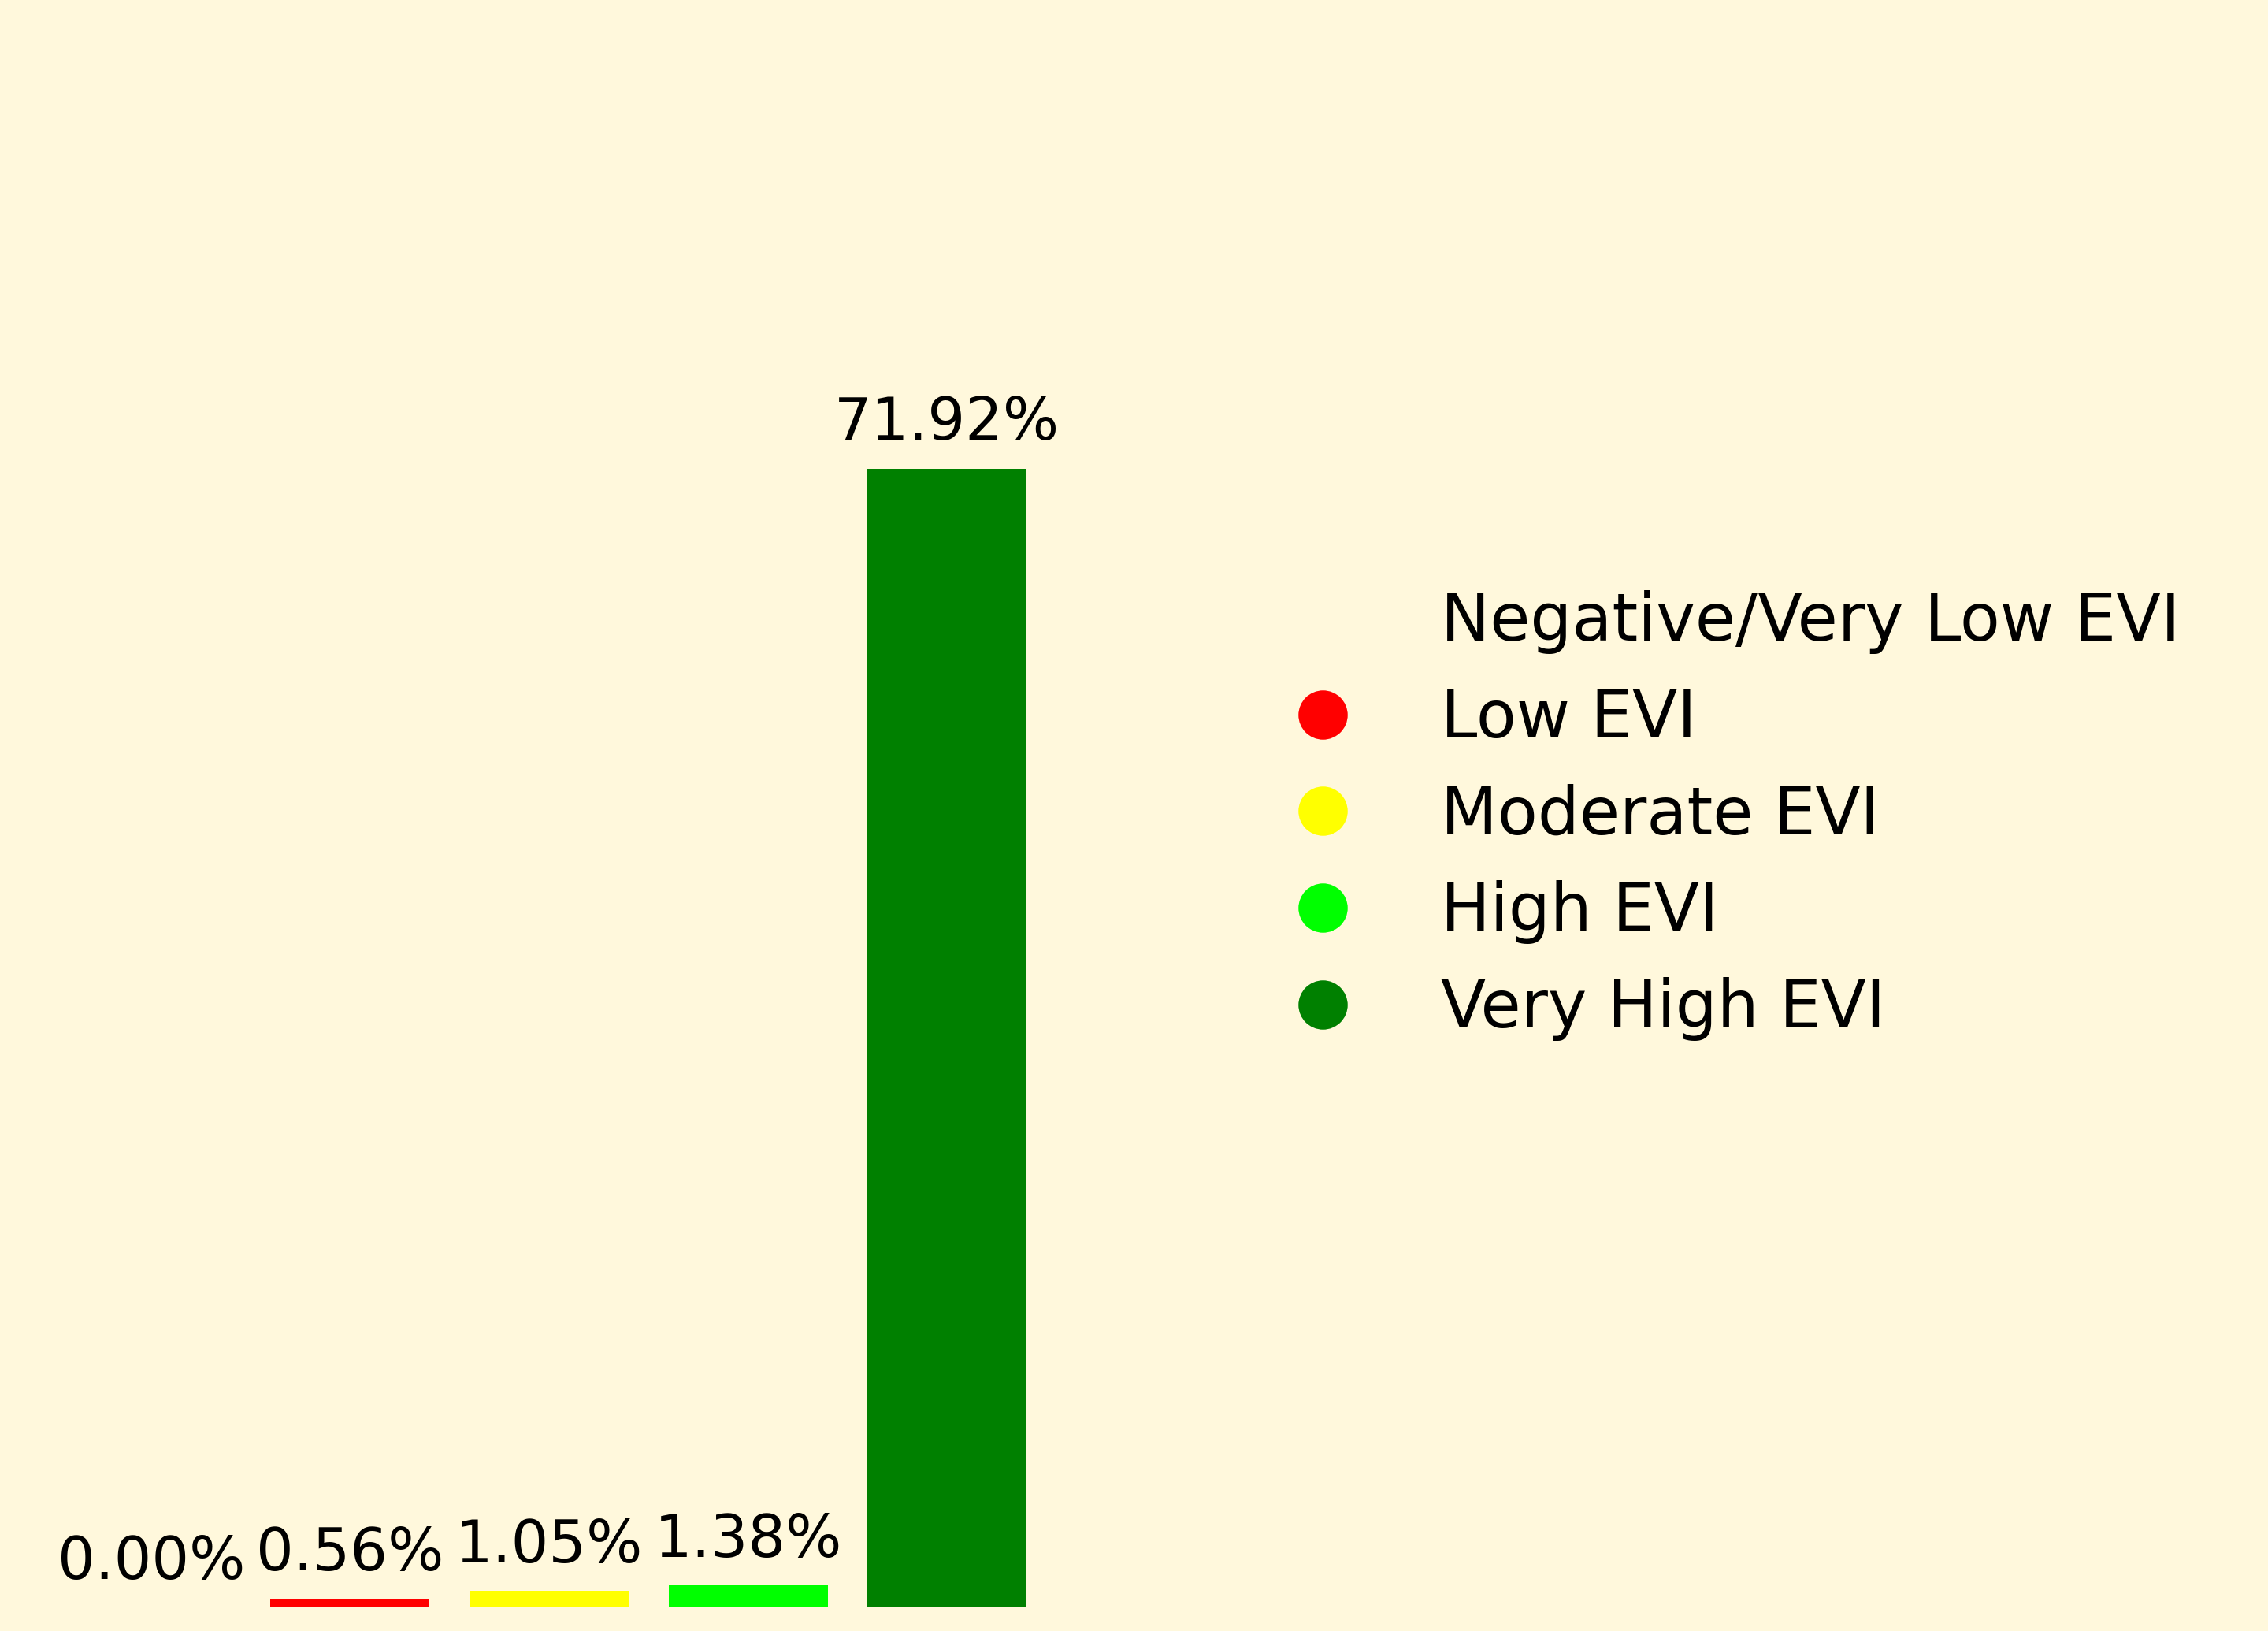 71.92%
Negative/Very Low EVI
Low EVI
Moderate EVI
High EVI
Very High EVI
0.00% 0.56% 1.05% 1.38%